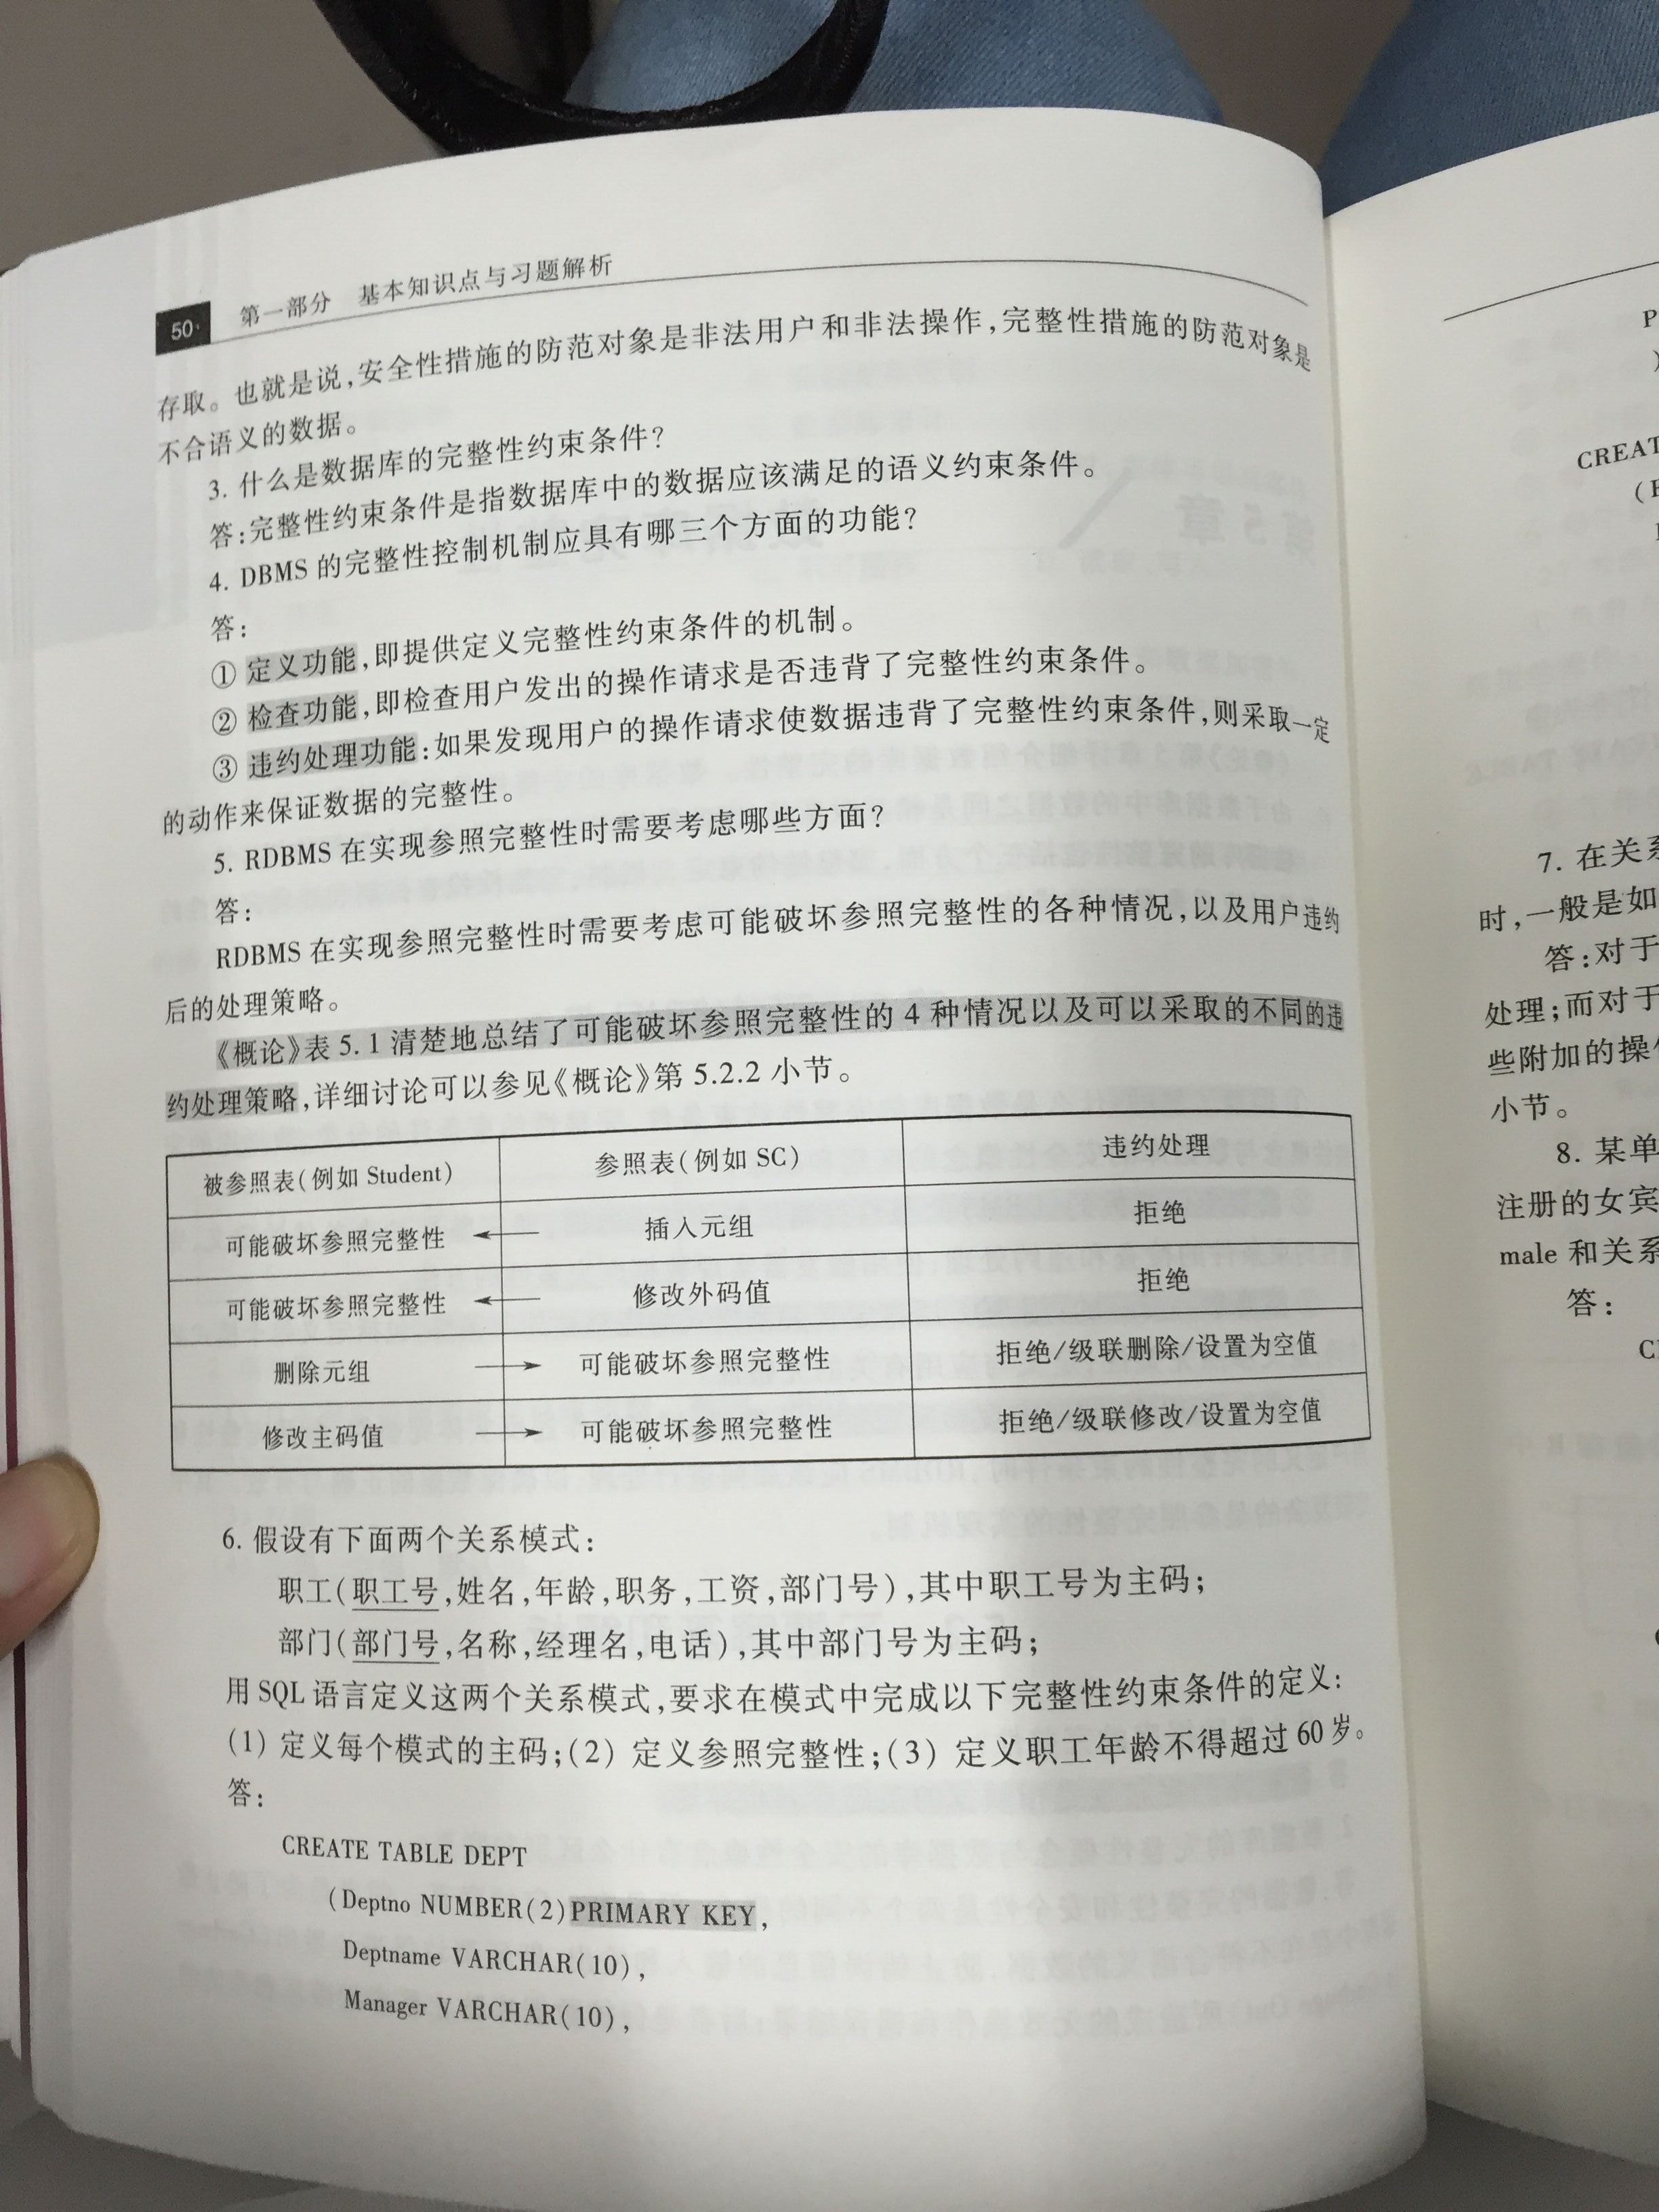 50
第一部分 基本知识点与习题解析
存取。也就是说,安全性措施的防范对象是非法用户和非法操作,完整性措施的防范对象是
不合语义的数据。
3. 什么是数据库的完整性约束条件?
答:完整性约束条件是指数据库中的数据应该满足的语义约束条件。
4. DBMS 的完整性控制机制应具有哪三个方面的功能?
答:
① 定义功能,即提供定义完整性约束条件的机制。
② 检查功能,即检查用户发出的操作请求是否违背了完整性约束条件。
③ 违约处理功能:如果发现用户的操作请求使数据违背了完整性约束条件,则采取一定
的动作来保证数据的完整性。
5. RDBMS 在实现参照完整性时需要考虑哪些方面?
答:
RDBMS 在实现参照完整性时需要考虑可能破坏参照完整性的各种情况,以及用户违约
后的处理策略。
《概论》表 5.1 清楚地总结了可能破坏参照完整性的 4 种情况以及可以采取的不同的违
约处理策略,详细讨论可以参见《概论》第 5.2.2 小节。
被参照表(例如 Student) 参照表(例如 SC) 违约处理
可能破坏参照完整性 ← 插入元组 拒绝
可能破坏参照完整性 ← 修改外码值 拒绝
删除元组 → 可能破坏参照完整性 拒绝/级联删除/设置为空值
修改主码值 → 可能破坏参照完整性 拒绝/级联修改/设置为空值
6. 假设有下面两个关系模式:
职工(职工号,姓名,年龄,职务,工资,部门号),其中职工号为主码;
部门(部门号,名称,经理名,电话),其中部门号为主码;
用 SQL 语言定义这两个关系模式,要求在模式中完成以下完整性约束条件的定义:
(1) 定义每个模式的主码;(2) 定义参照完整性;(3) 定义职工年龄不得超过 60 岁。
答:
CREATE TABLE DEPT
(Deptno NUMBER(2)PRIMARY KEY,
Deptname VARCHAR(10),
Manager VARCHAR(10),
P
)
CREAT
(E
7. 在关系
时,一般是如
答:对于
处理;而对于
些附加的操作
小节。
8. 某单
注册的女宾
male 和关系
答: